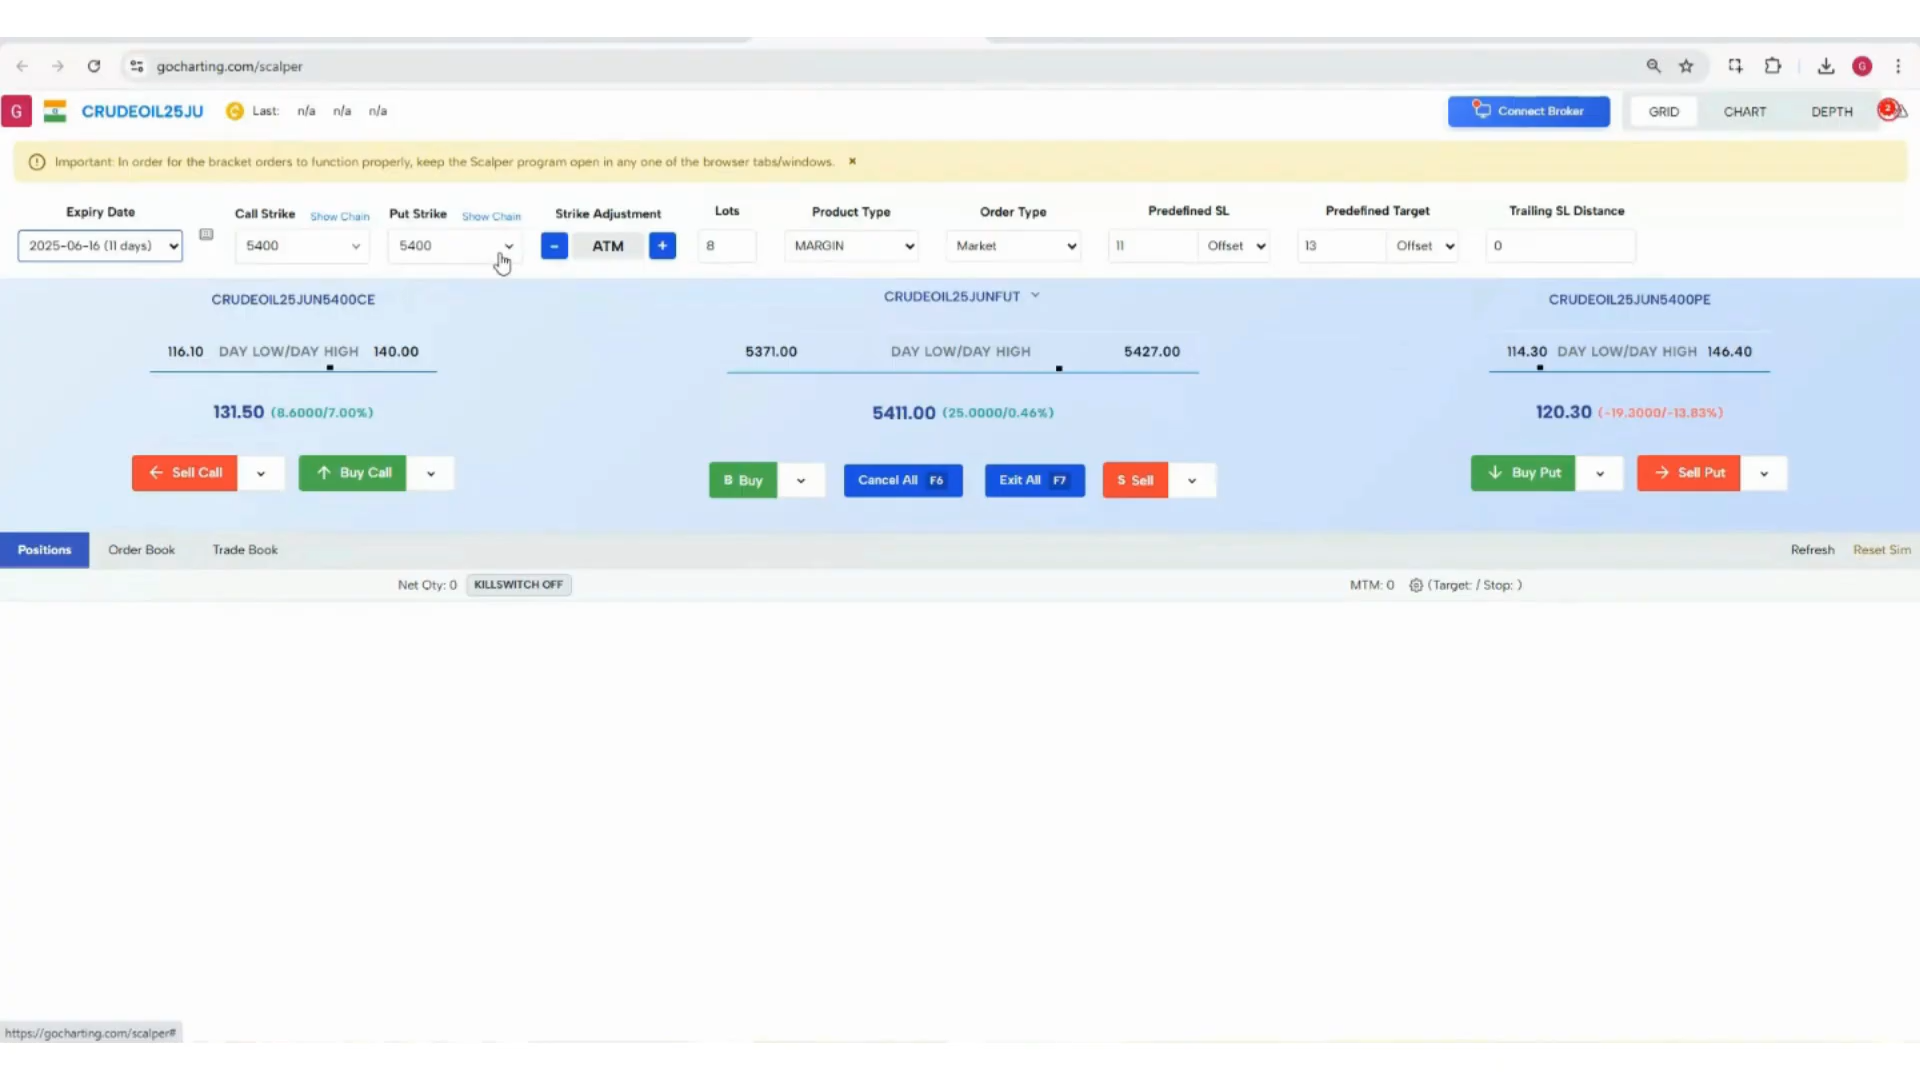 gocharting.com/scalper
G
G CRUDEOIL25JU Last: n/a n/a n/a Connect Broker GRID CHART DEPTH 2
Important: In order for the bracket orders to function properly, keep the Scalper program open in any one of the browser tabs/windows. ×
Expiry Date Call Strike Show Chain Put Strike Show Chain Strike Adjustment Lots Product Type Order Type Predefined SL Predefined Target Trailing SL Distance
2025-06-16 (11 days) 5400 5400 - ATM + 8 MARGIN Market 11 Offset 13 Offset 0
CRUDEOIL25JUN5400CE CRUDEOIL25JUNFUT CRUDEOIL25JUN5400PE
116.10 DAY LOW/DAY HIGH 140.00 5371.00 DAY LOW/DAY HIGH 5427.00 114.30 DAY LOW/DAY HIGH 146.40
131.50 (8.6000/7.00%) 5411.00 (25.0000/0.46%) 120.30 (-19.3000/-13.83%)
← Sell Call ↑ Buy Call B Buy Cancel All F6 Exit All F7 S Sell ↓ Buy Put → Sell Put
Positions Order Book Trade Book Refresh Reset Sim
Net Qty: 0 KILLSWITCH OFF MTM: 0 (Target: / Stop: )
https://gocharting.com/scalper#